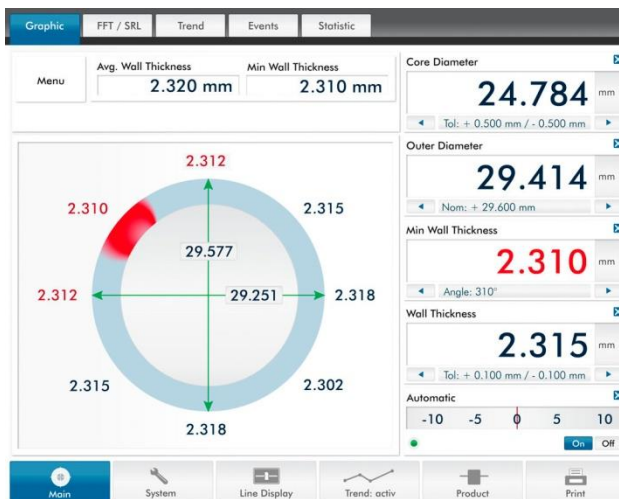 Graphic
FFT / SRL
Trend
Events
Statistic
Menu
Avg. Wall Thickness
2.320 mm
Min Wall Thickness
2.310 mm
2.312
2.310
2.315
29.577
2.312
29.251
2.318
2.315
2.302
2.318
Core Diameter
24.784 mm
Tol: + 0.500 mm / - 0.500 mm
Outer Diameter
29.414 mm
Nom: + 29.600 mm
Min Wall Thickness
2.310 mm
Angle: 310°
Wall Thickness
2.315 mm
Tol: + 0.100 mm / - 0.100 mm
Automatic
-10 -5 0 5 10
On Off
Main
System
Line Display
Trend: activ
Product
Print